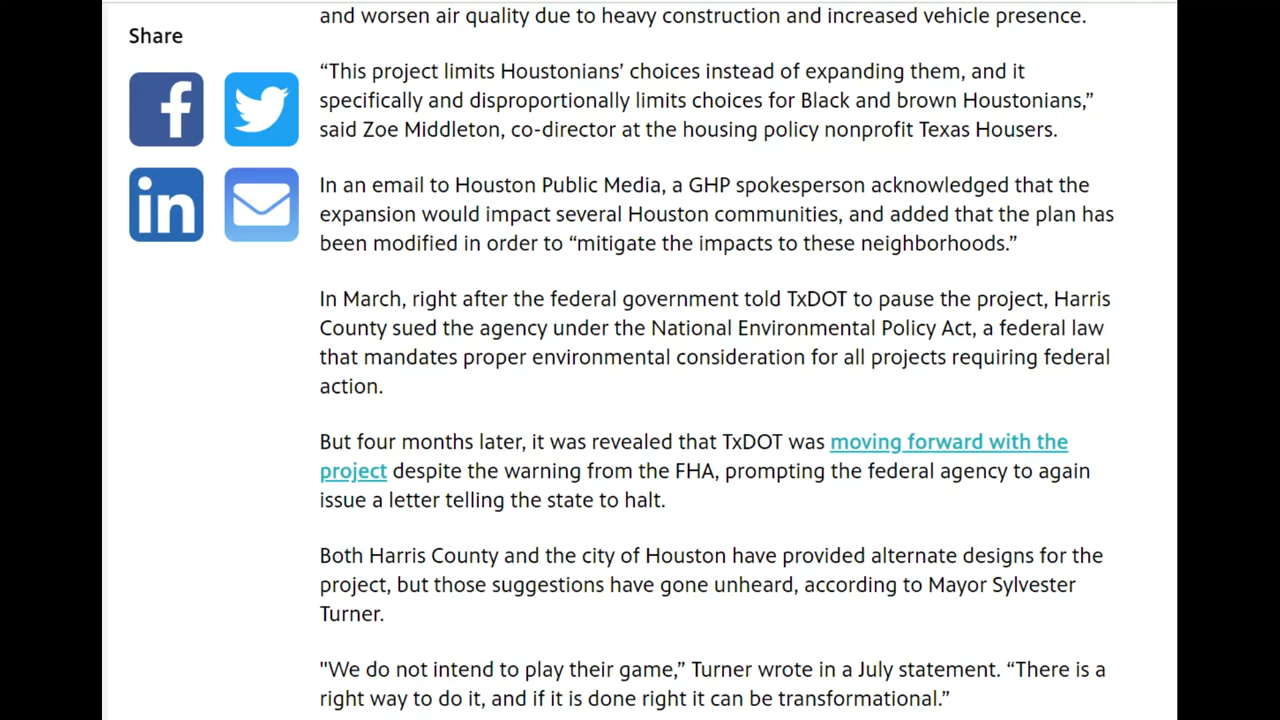 and worsen air quality due to heavy construction and increased vehicle presence.
Share
“This project limits Houstonians’ choices instead of expanding them, and it
specifically and disproportionally limits choices for Black and brown Houstonians,”
said Zoe Middleton, co-director at the housing policy nonprofit Texas Housers.
In an email to Houston Public Media, a GHP spokesperson acknowledged that the
expansion would impact several Houston communities, and added that the plan has
been modified in order to “mitigate the impacts to these neighborhoods.”
In March, right after the federal government told TxDOT to pause the project, Harris
County sued the agency under the National Environmental Policy Act, a federal law
that mandates proper environmental consideration for all projects requiring federal
action.
But four months later, it was revealed that TxDOT was moving forward with the
project despite the warning from the FHA, prompting the federal agency to again
issue a letter telling the state to halt.
Both Harris County and the city of Houston have provided alternate designs for the
project, but those suggestions have gone unheard, according to Mayor Sylvester
Turner.
"We do not intend to play their game,” Turner wrote in a July statement. “There is a
right way to do it, and if it is done right it can be transformational.”